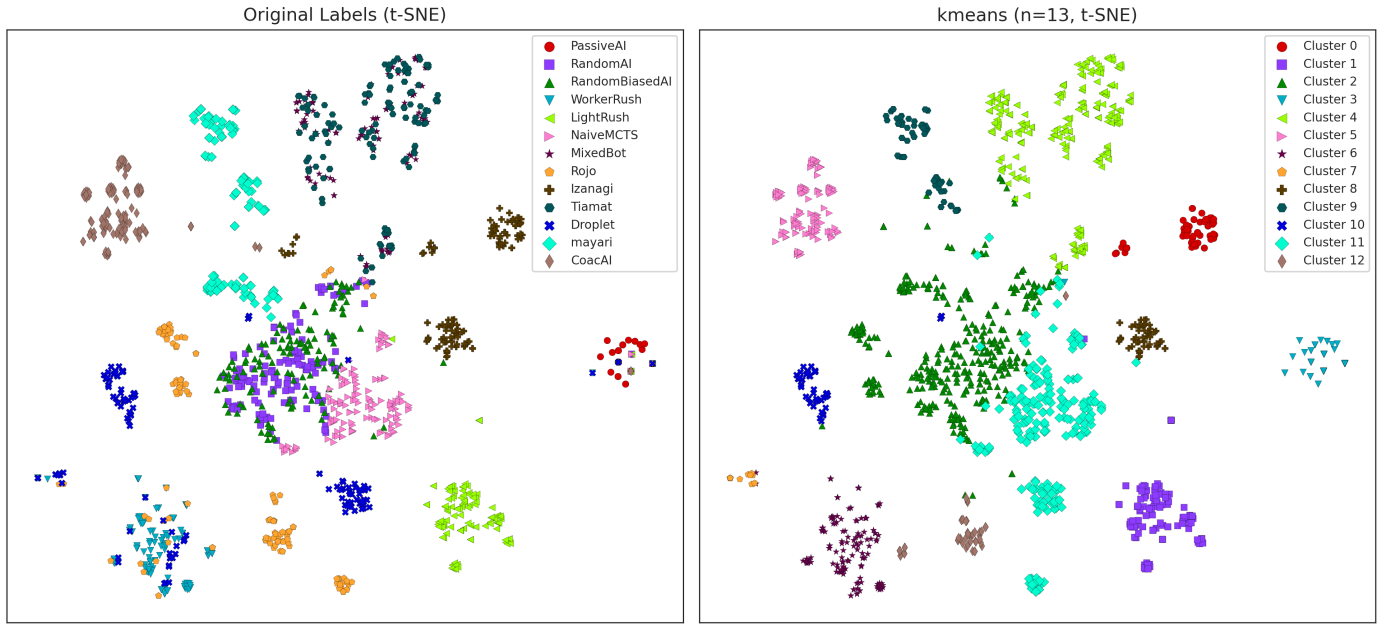 Original Labels (t-SNE)
PassiveAI
RandomAI
RandomBiasedAI
WorkerRush
LightRush
NaiveMCTS
MixedBot
Rojo
Izanagi
Tiamat
Droplet
mayari
CoacAI
kmeans (n=13, t-SNE)
Cluster 0
Cluster 1
Cluster 2
Cluster 3
Cluster 4
Cluster 5
Cluster 6
Cluster 7
Cluster 8
Cluster 9
Cluster 10
Cluster 11
Cluster 12